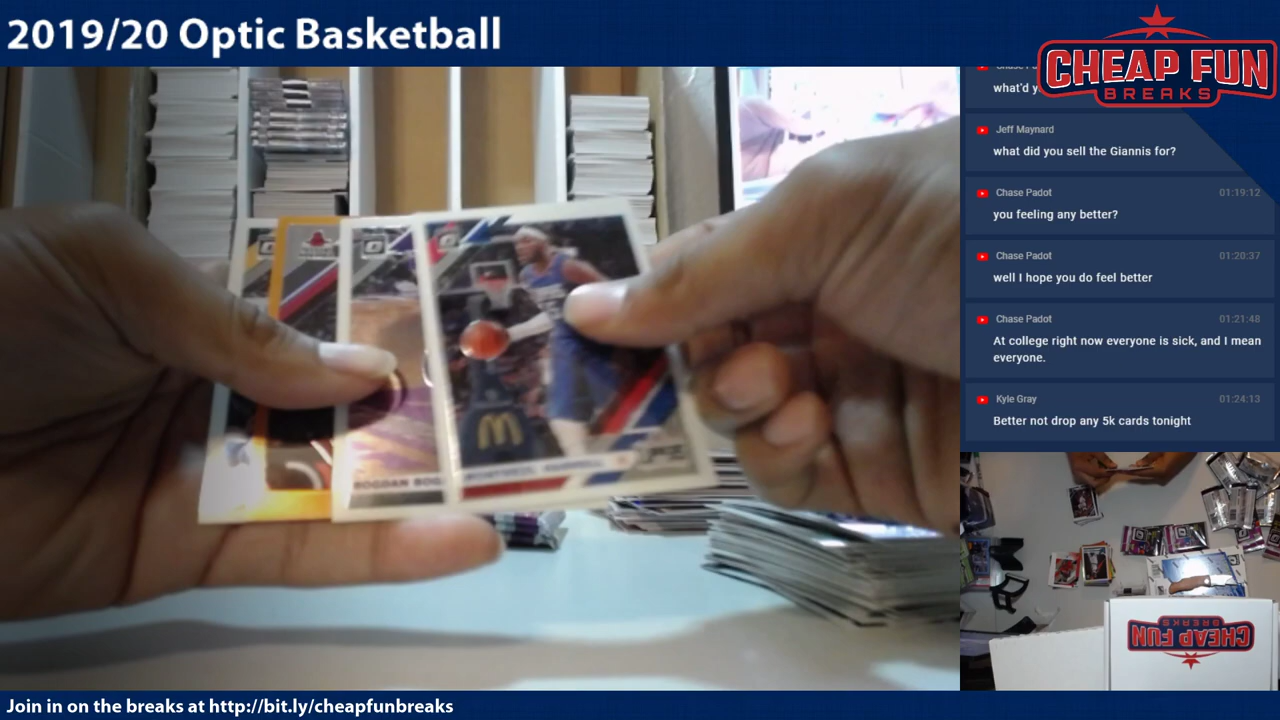 2019/20 Optic Basketball
CHEAP FUN
BREAKS
what'd y
Jeff Maynard
what did you sell the Giannis for?
Chase Padot
01:19:12
you feeling any better?
Chase Padot
01:20:37
well I hope you do feel better
Chase Padot
01:21:48
At college right now everyone is sick, and I mean
everyone.
Kyle Gray
01:24:13
Better not drop any 5k cards tonight
BOGDAN BOG
CHEAP FUN
BREAKS
Join in on the breaks at http://bit.ly/cheapfunbreaks